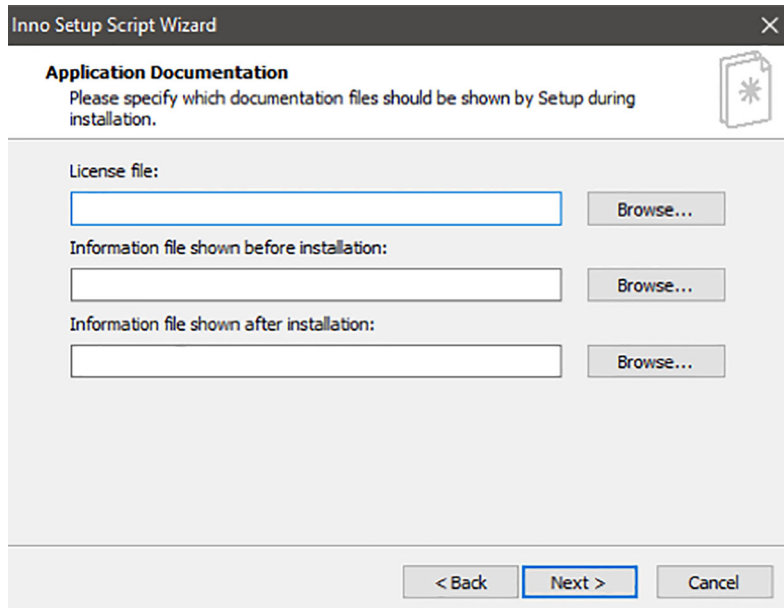 Inno Setup Script Wizard
Application Documentation
Please specify which documentation files should be shown by Setup during
installation.
License file:
Browse...
Information file shown before installation:
Browse...
Information file shown after installation:
Browse...
< Back
Next >
Cancel